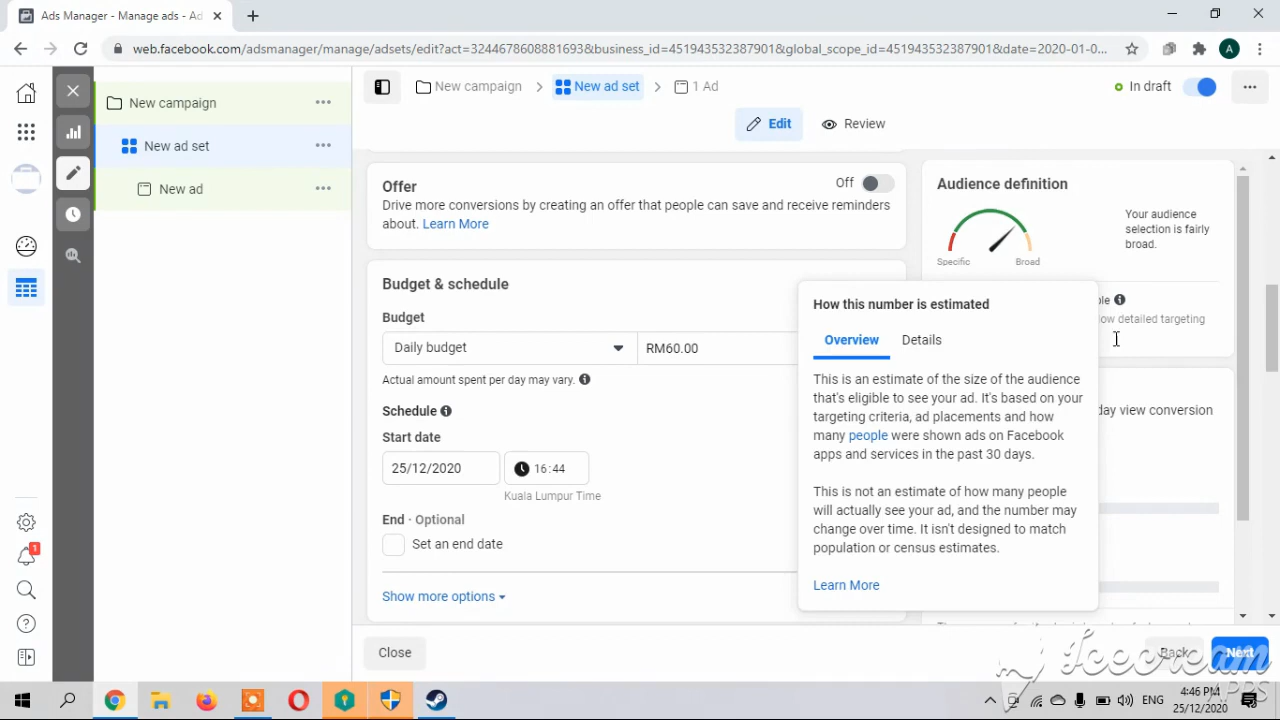 Ads Manager - Manage ads - Ad
web.facebook.com/adsmanager/manage/adsets/edit?act=3244678608881693&business_id=451943532387901&global_scope_id=451943532387901&date=2020-01-0...
A
New campaign
New ad set
New ad
1
New campaign > New ad set > 1 Ad
In draft
Edit
Review
Offer
Off
Drive more conversions by creating an offer that people can save and receive reminders
about. Learn More
Budget & schedule
Budget
Daily budget
RM60.00
Actual amount spent per day may vary.
Schedule
Start date
25/12/2020
16:44
Kuala Lumpur Time
End · Optional
Set an end date
Show more options
Audience definition
Your audience
selection is fairly
broad.
Specific
Broad
detailed targeting
How this number is estimated
Overview
Details
This is an estimate of the size of the audience
that's eligible to see your ad. It's based on your
targeting criteria, ad placements and how
many people were shown ads on Facebook
apps and services in the past 30 days.
This is not an estimate of how many people
will actually see your ad, and the number may
change over time. It isn't designed to match
population or census estimates.
Learn More
day view conversion
Close
Back
Next
Icecream
APPS
ENG
4:46 PM
25/12/2020